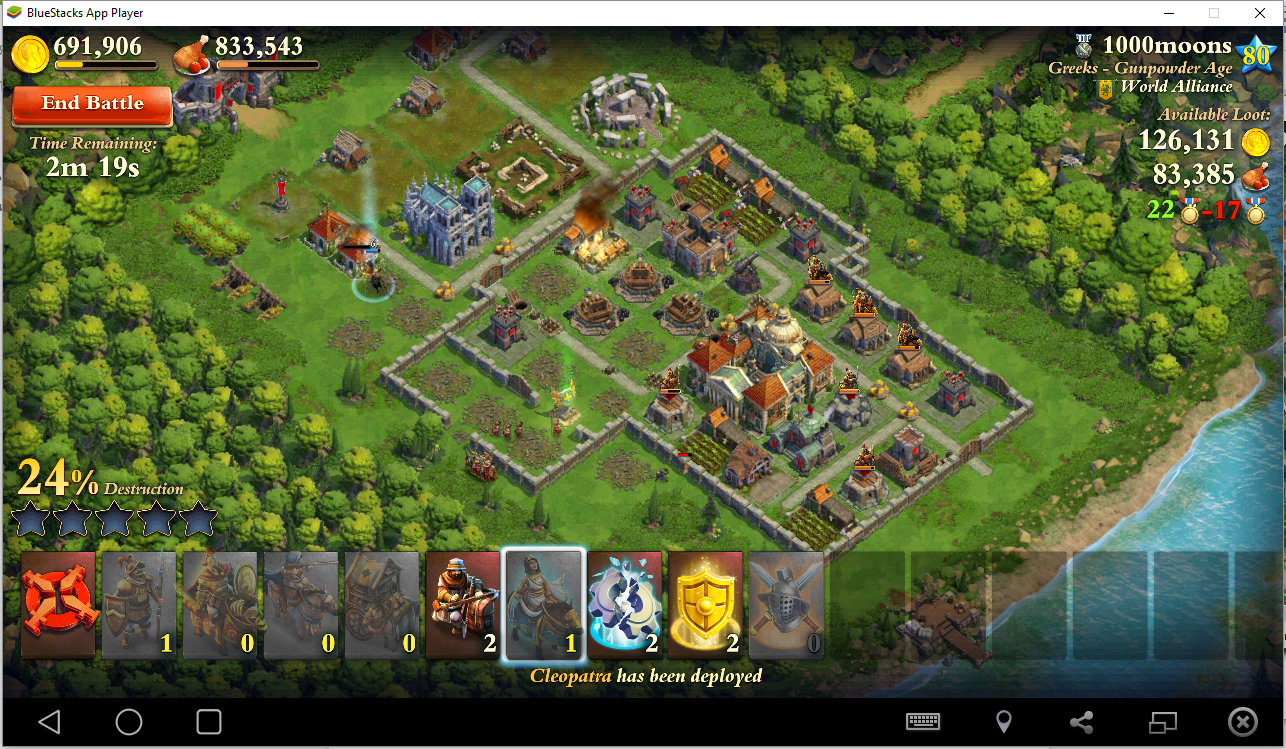 BlueStacks App Player
691,906
833,543
End Battle
Time Remaining:
2m 19s
VIP
1000moons
80
Greeks - Gunpowder Age
World Alliance
Available Loot:
126,131
83,385
22 -17
24% Destruction
1
0
0
0
2
1
2
2
0
Cleopatra has been deployed